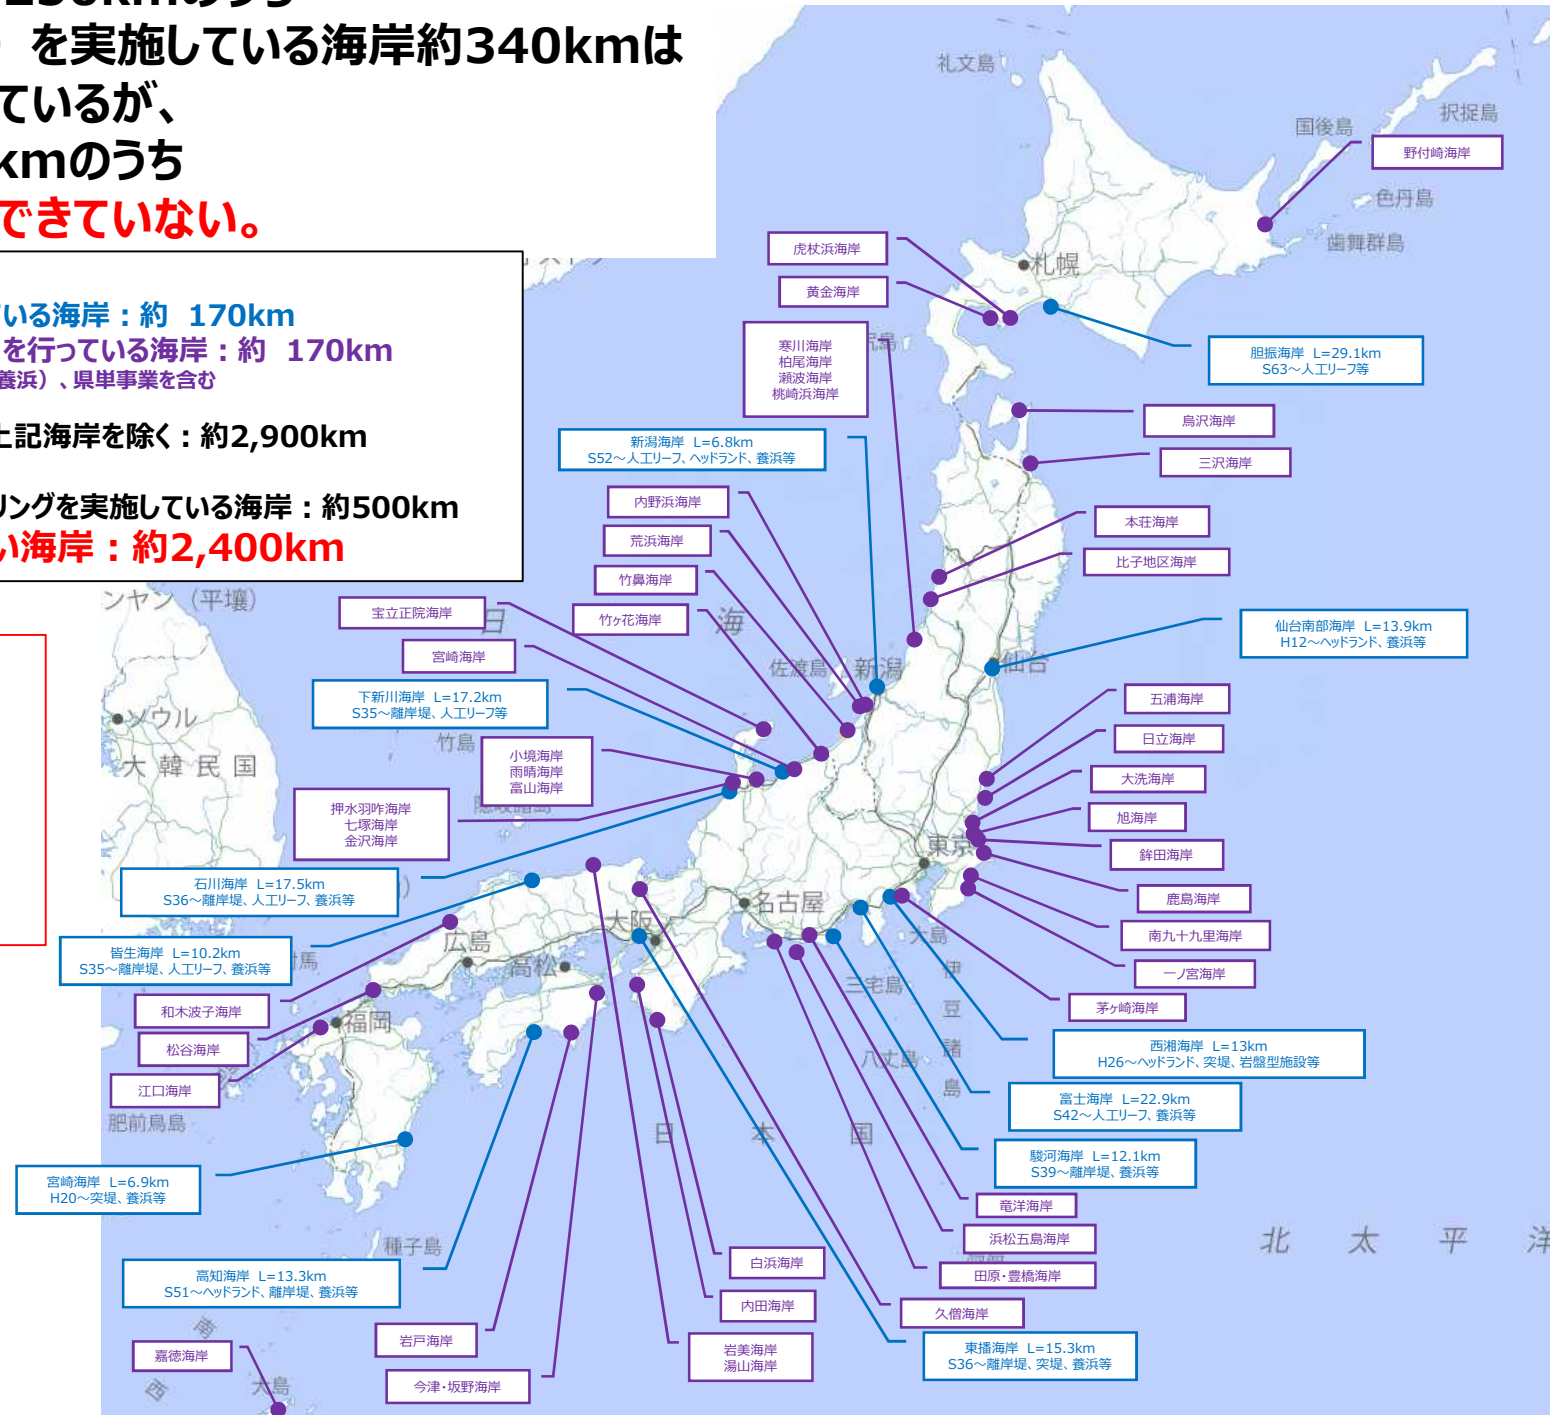 を実施している海岸約340kmは
ているが、
kmのうち
できていない。
いる海岸：約 170km
を行っている海岸：約 170km
養浜）、県単事業を含む
上記海岸を除く：約2,900km
リングを実施している海岸：約500km
い海岸：約2,400km
礼文島
択捉島
国後島
野付崎海岸
色丹島
歯舞群島
虎杖浜海岸
札幌
黄金海岸
寒川海岸
柏尾海岸
瀬波海岸
桃崎浜海岸
尻島
胆振海岸 L=29.1km
S63～人工リーフ等
鳥沢海岸
新潟海岸 L=6.8km
S52～人工リーフ、ヘッドランド、養浜等
三沢海岸
内野浜海岸
本荘海岸
荒浜海岸
比子地区海岸
竹鼻海岸
ンヤン（平壌）
宝立正院海岸
竹ヶ花海岸
日
海
仙台南部海岸 L=13.9km
H12～ヘッドランド、養浜等
宮崎海岸
佐渡島
新潟
仙台
下新川海岸 L=17.2km
S35～離岸堤、人工リーフ等
五浦海岸
ソウル
竹島
日立海岸
大韓民国
小境海岸
雨晴海岸
富山海岸
大洗海岸
押水羽咋海岸
七塚海岸
金沢海岸
隠岐諸島
旭海岸
東京
鉾田海岸
石川海岸 L=17.5km
S36～離岸堤、人工リーフ、養浜等
鹿島海岸
名古屋
大阪
広島
南九十九里海岸
大島
皆生海岸 L=10.2km
S35～離岸堤、人工リーフ、養浜等
対馬
高松
一ノ宮海岸
三宅島
伊
豆
諸
島
和木波子海岸
茅ヶ崎海岸
福岡
松谷海岸
西湘海岸 L=13km
H26～ヘッドランド、突堤、岩盤型施設等
八丈島
江口海岸
富士海岸 L=22.9km
S42～人工リーフ、養浜等
肥前鳥島
日 本 国
駿河海岸 L=12.1km
S39～離岸堤、養浜等
宮崎海岸 L=6.9km
H20～突堤、養浜等
竜洋海岸
種子島
浜松五島海岸
北 太 平 洋
白浜海岸
田原・豊橋海岸
高知海岸 L=13.3km
S51～ヘッドランド、離岸堤、養浜等
内田海岸
久僧海岸
南
西
岩戸海岸
岩美海岸
湯山海岸
東播海岸 L=15.3km
S36～離岸堤、突堤、養浜等
嘉徳海岸
大島
今津・坂野海岸